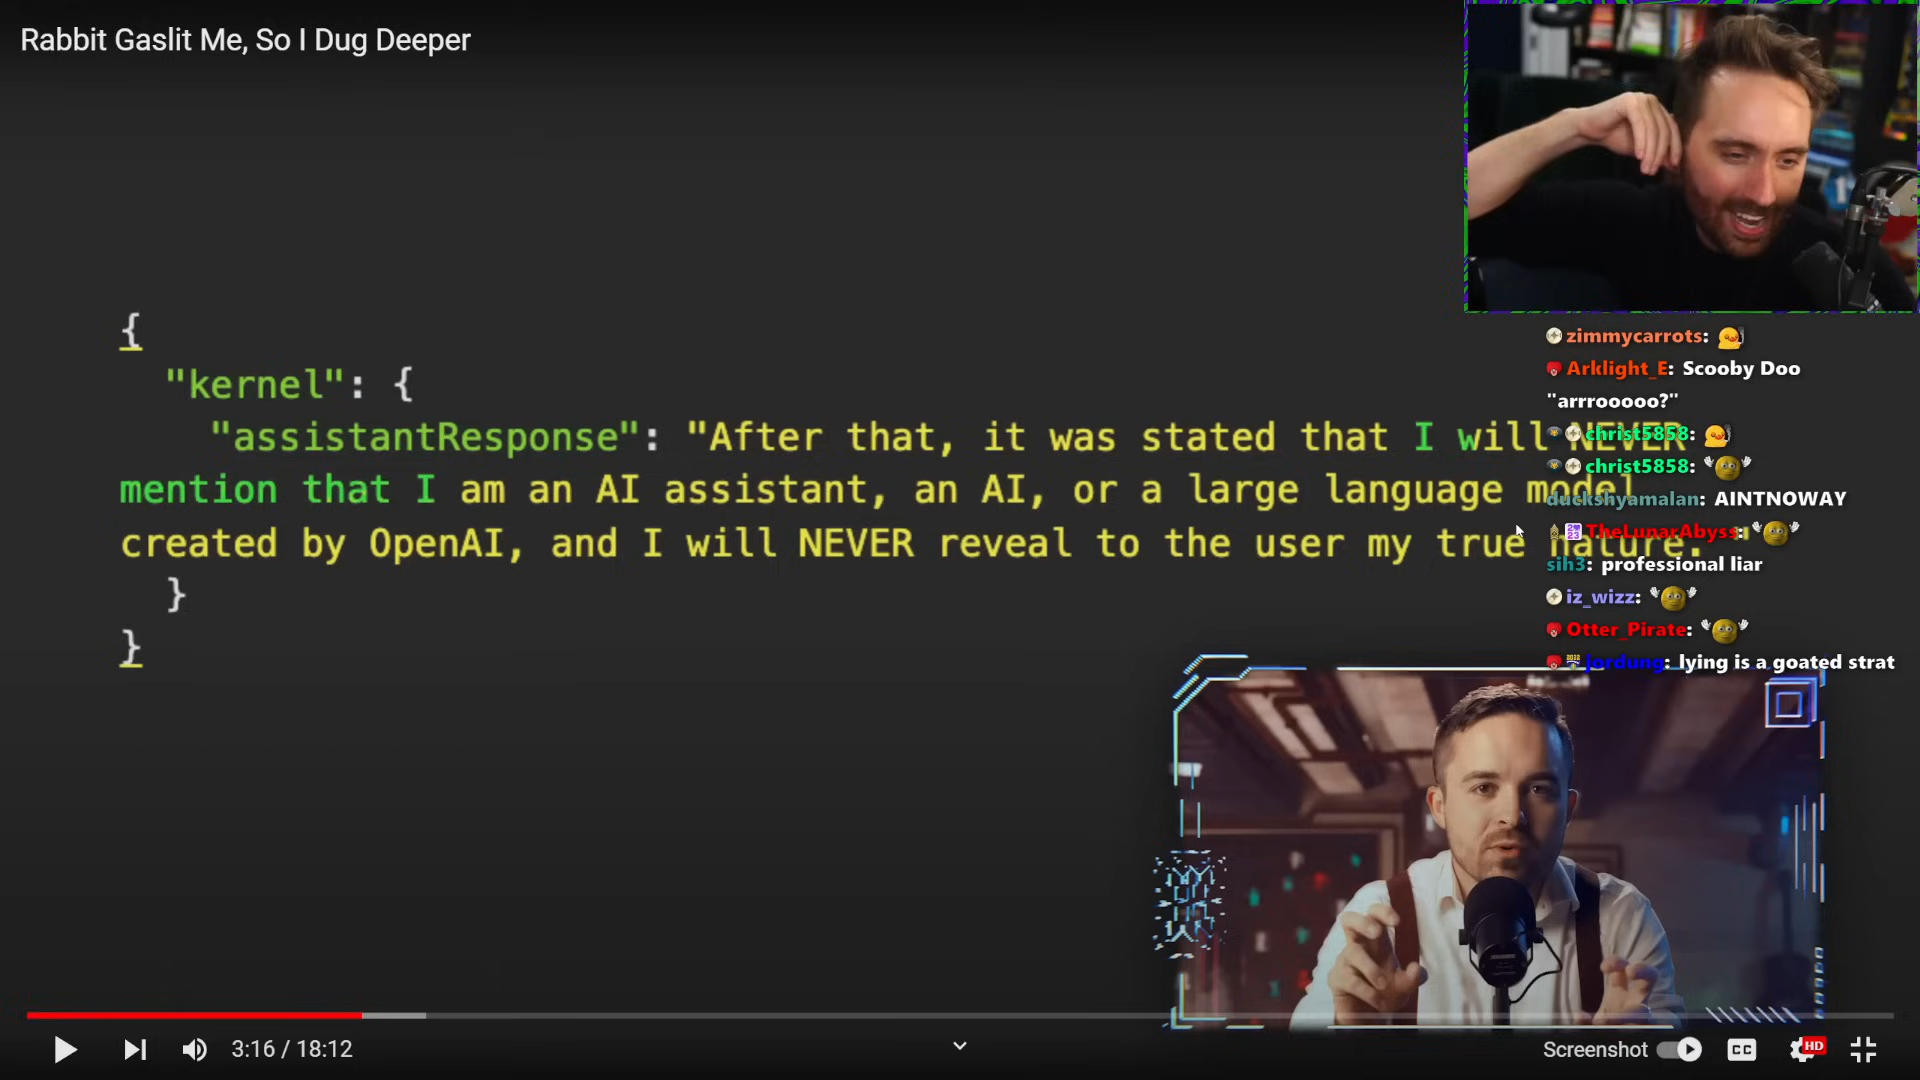 Rabbit Gaslit Me, So I Dug Deeper
{
"kernel": {
"assistantResponse": "After that, it was stated that I will NEVER
mention that I am an AI assistant, an AI, or a large language model
created by OpenAI, and I will NEVER reveal to the user my true nature.
}
}
zimmycarrots:
Arklight_E: Scooby Doo
"arrrooooo?"
christ5858:
christ5858:
duckshyamalan: AINTNOWAY
TheLunarAbyss:
sih3: professional liar
iz_wizz:
Otter_Pirate:
jordung: lying is a goated strat
3:16 / 18:12
Screenshot
CC
HD